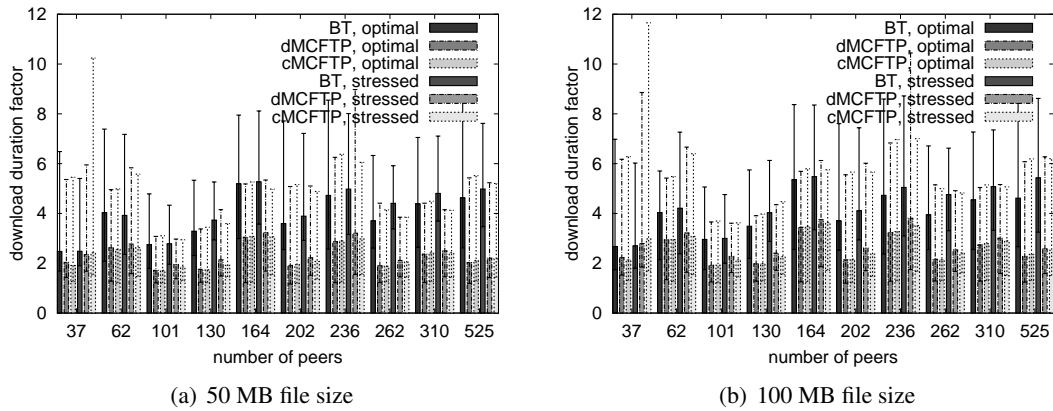 12
10
8
6
4
2
0
download duration factor
BT, optimal
dMCFTP, optimal
cMCFTP, optimal
BT, stressed
dMCFTP, stressed
cMCFTP, stressed
37 62 101 130 164 202 236 262 310 525
number of peers
(a) 50 MB file size
12
10
8
6
4
2
0
download duration factor
BT, optimal
dMCFTP, optimal
cMCFTP, optimal
BT, stressed
dMCFTP, stressed
cMCFTP, stressed
37 62 101 130 164 202 236 262 310 525
number of peers
(b) 100 MB file size